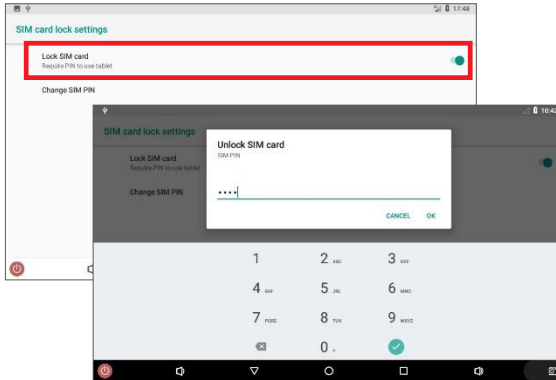 17:48
SIM card lock settings
Lock SIM card
Require PIN to use tablet
Change SIM PIN
10:42
SIM card lock settings
Lock SIM card
Require PIN to use tablet
Change SIM PIN
Unlock SIM card
SIM PIN
••••
CANCEL OK
1 2 ABC 3 DEF
4 GHI 5 JKL 6 MNO
7 PQRS 8 TUV 9 WXYZ
0